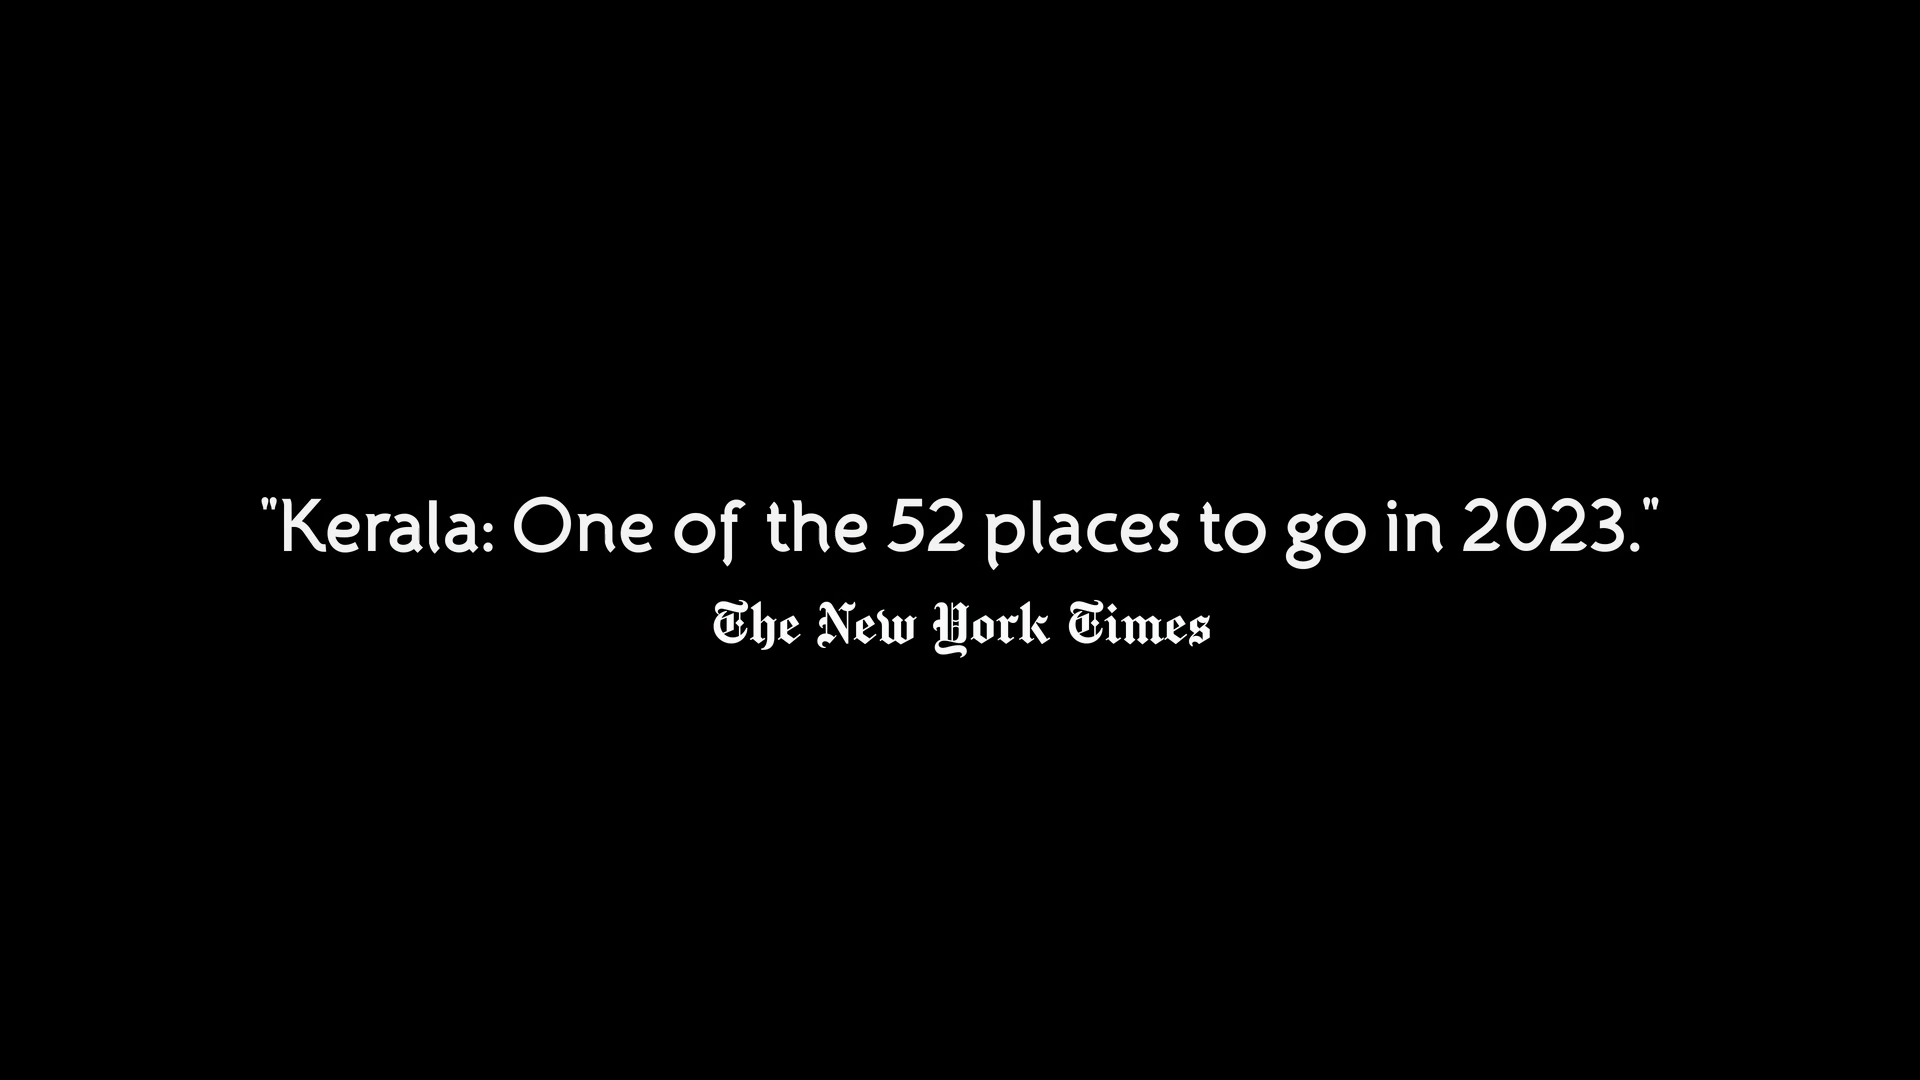 "Kerala: One of the 52 places to go in 2023."
The New York Times